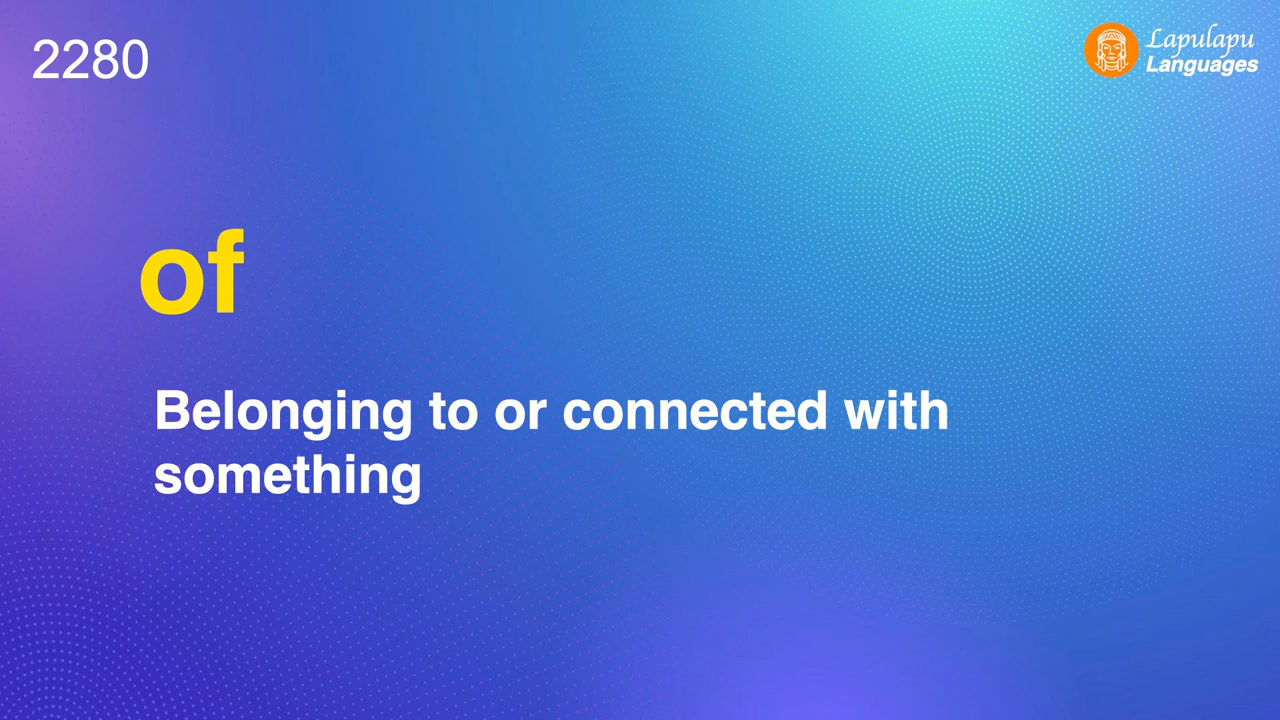 2280
Lapulapu
Languages
of
Belonging to or connected with
something